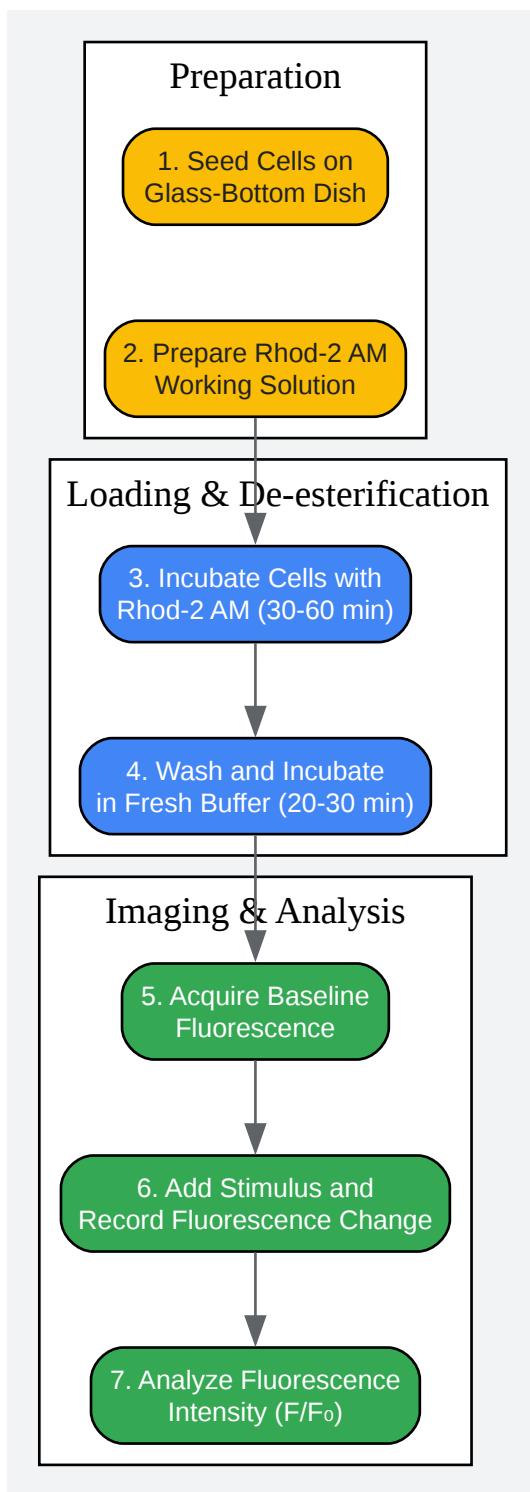 Preparation
1. Seed Cells on
Glass-Bottom Dish
2. Prepare Rhod-2 AM
Working Solution
Loading & De-esterification
3. Incubate Cells with
Rhod-2 AM (30-60 min)
4. Wash and Incubate
in Fresh Buffer (20-30 min)
Imaging & Analysis
5. Acquire Baseline
Fluorescence
6. Add Stimulus and
Record Fluorescence Change
7. Analyze Fluorescence
Intensity (F/F₀)